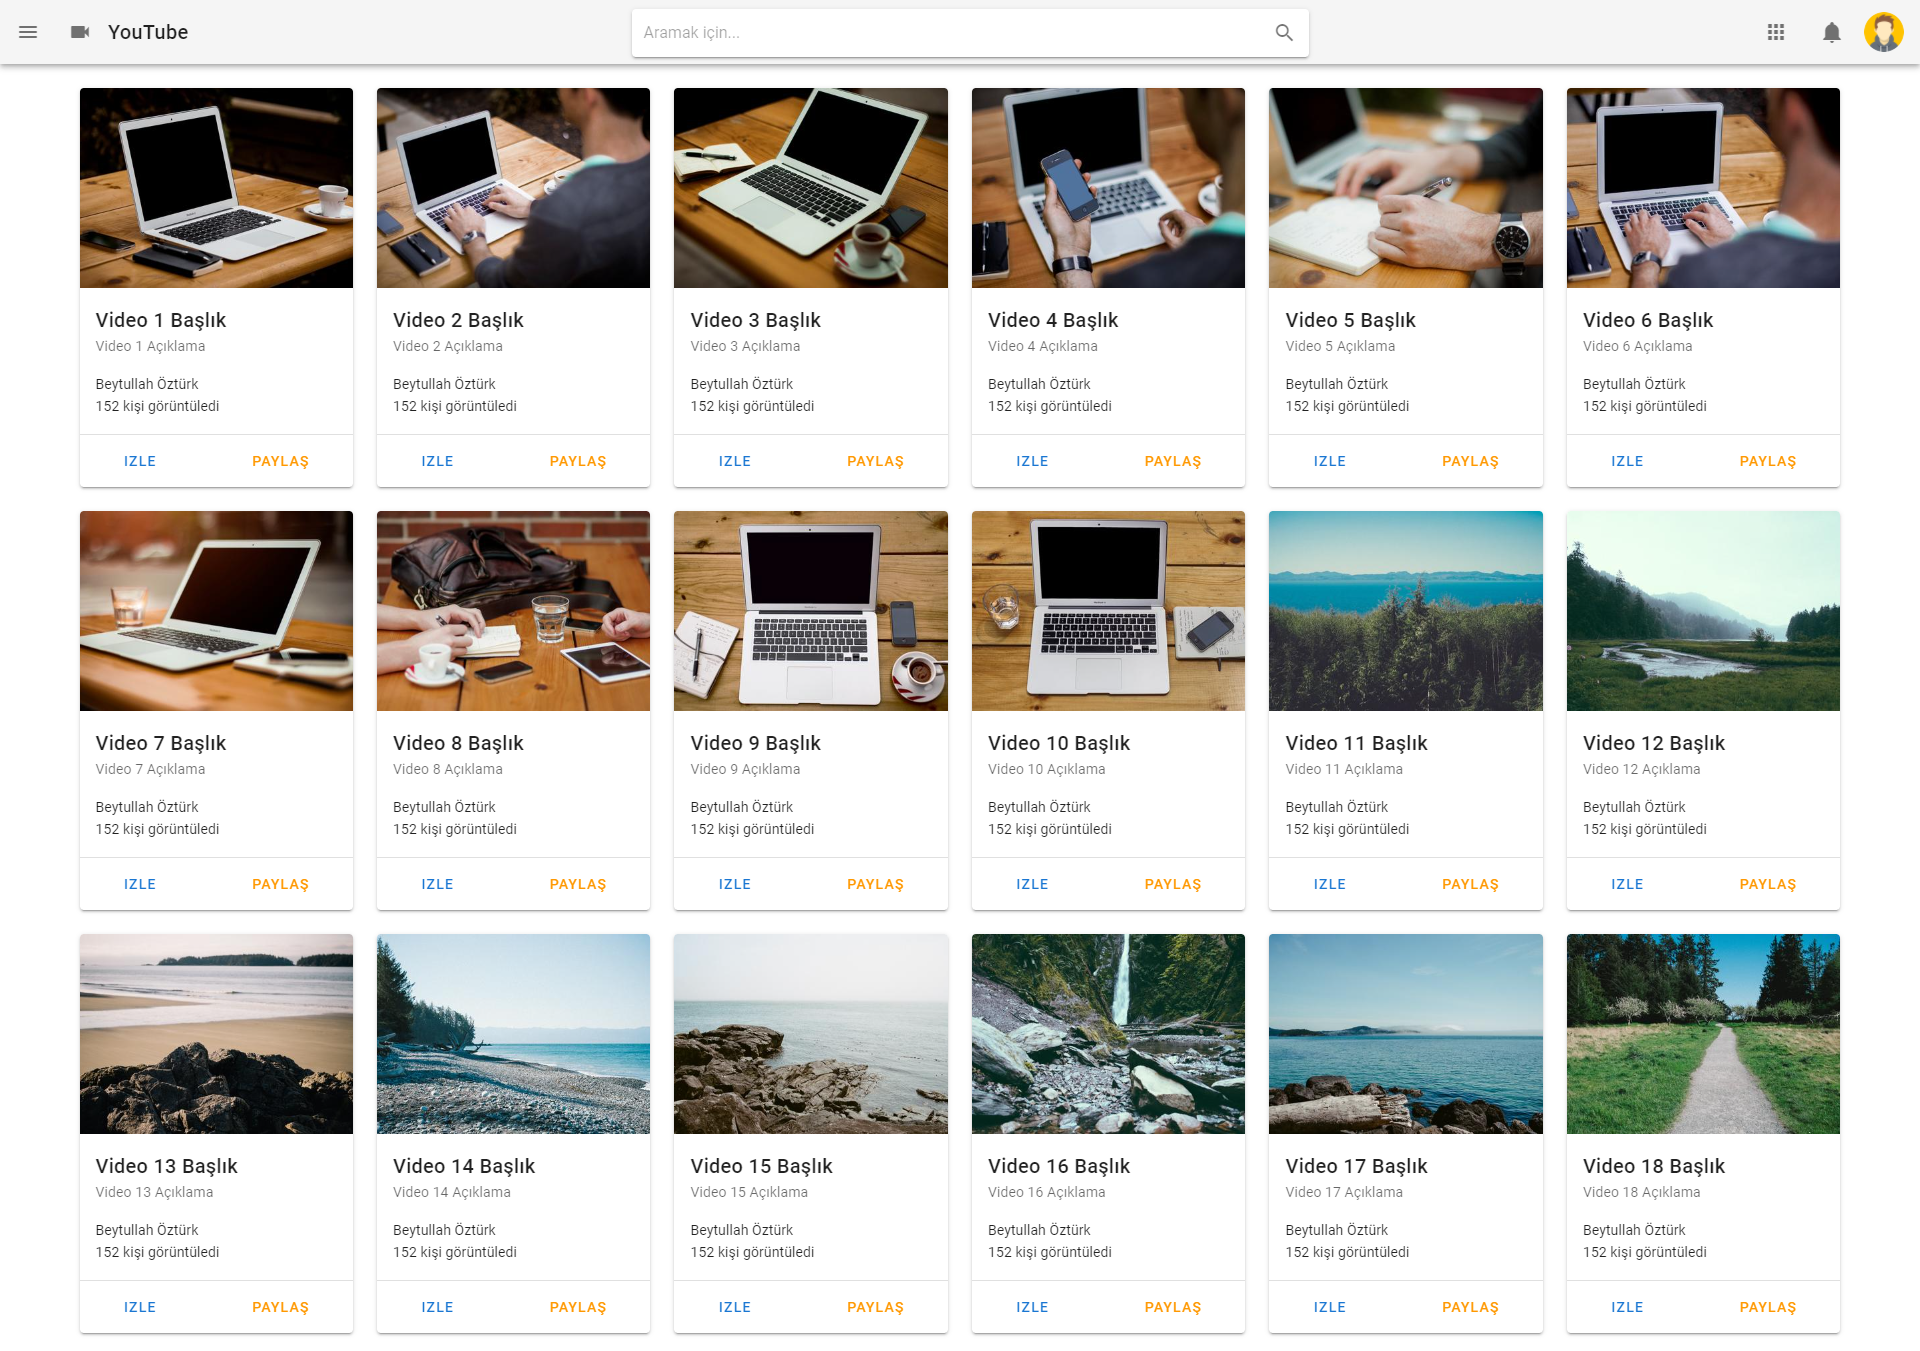 YouTube
Aramak için...
Video 1 Başlık
Video 1 Açıklama
Beytullah Öztürk
152 kişi görüntüledi
IZLE
PAYLAŞ
Video 2 Başlık
Video 2 Açıklama
Beytullah Öztürk
152 kişi görüntüledi
IZLE
PAYLAŞ
Video 3 Başlık
Video 3 Açıklama
Beytullah Öztürk
152 kişi görüntüledi
IZLE
PAYLAŞ
Video 4 Başlık
Video 4 Açıklama
Beytullah Öztürk
152 kişi görüntüledi
IZLE
PAYLAŞ
Video 5 Başlık
Video 5 Açıklama
Beytullah Öztürk
152 kişi görüntüledi
IZLE
PAYLAŞ
Video 6 Başlık
Video 6 Açıklama
Beytullah Öztürk
152 kişi görüntüledi
IZLE
PAYLAŞ
Video 7 Başlık
Video 7 Açıklama
Beytullah Öztürk
152 kişi görüntüledi
IZLE
PAYLAŞ
Video 8 Başlık
Video 8 Açıklama
Beytullah Öztürk
152 kişi görüntüledi
IZLE
PAYLAŞ
Video 9 Başlık
Video 9 Açıklama
Beytullah Öztürk
152 kişi görüntüledi
IZLE
PAYLAŞ
Video 10 Başlık
Video 10 Açıklama
Beytullah Öztürk
152 kişi görüntüledi
IZLE
PAYLAŞ
Video 11 Başlık
Video 11 Açıklama
Beytullah Öztürk
152 kişi görüntüledi
IZLE
PAYLAŞ
Video 12 Başlık
Video 12 Açıklama
Beytullah Öztürk
152 kişi görüntüledi
IZLE
PAYLAŞ
Video 13 Başlık
Video 13 Açıklama
Beytullah Öztürk
152 kişi görüntüledi
IZLE
PAYLAŞ
Video 14 Başlık
Video 14 Açıklama
Beytullah Öztürk
152 kişi görüntüledi
IZLE
PAYLAŞ
Video 15 Başlık
Video 15 Açıklama
Beytullah Öztürk
152 kişi görüntüledi
IZLE
PAYLAŞ
Video 16 Başlık
Video 16 Açıklama
Beytullah Öztürk
152 kişi görüntüledi
IZLE
PAYLAŞ
Video 17 Başlık
Video 17 Açıklama
Beytullah Öztürk
152 kişi görüntüledi
IZLE
PAYLAŞ
Video 18 Başlık
Video 18 Açıklama
Beytullah Öztürk
152 kişi görüntüledi
IZLE
PAYLAŞ